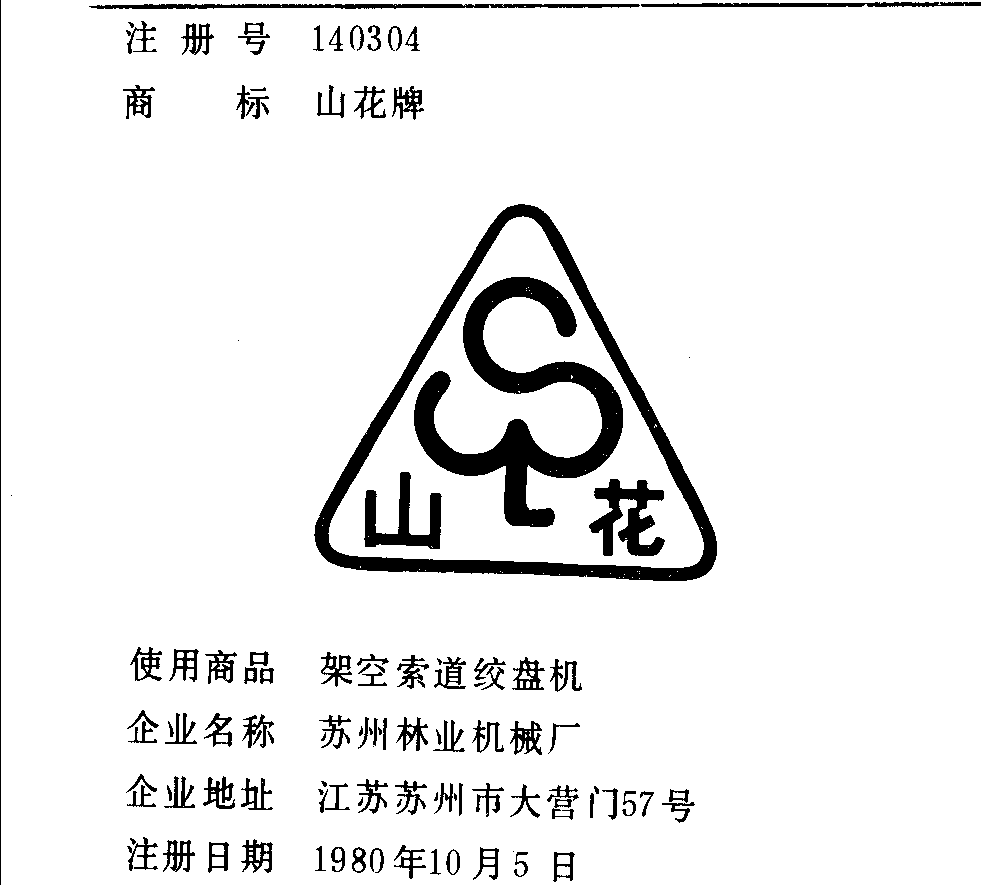 注册号 140304
商标 山花牌
山 花
使用商品 架空索道绞盘机
企业名称 苏州林业机械厂
企业地址 江苏苏州市大营门57号
注册日期 1980年10月5日